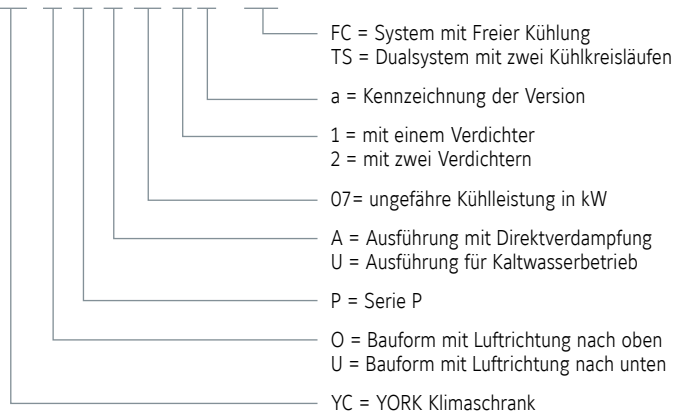 FC = System mit Freier Kühlung
TS = Dualsystem mit zwei Kühlkreisläufen
a = Kennzeichnung der Version
1 = mit einem Verdichter
2 = mit zwei Verdichtern
07= ungefähre Kühlleistung in kW
A = Ausführung mit Direktverdampfung
U = Ausführung für Kaltwasserbetrieb
P = Serie P
O = Bauform mit Luftrichtung nach oben
U = Bauform mit Luftrichtung nach unten
YC = YORK Klimaschrank